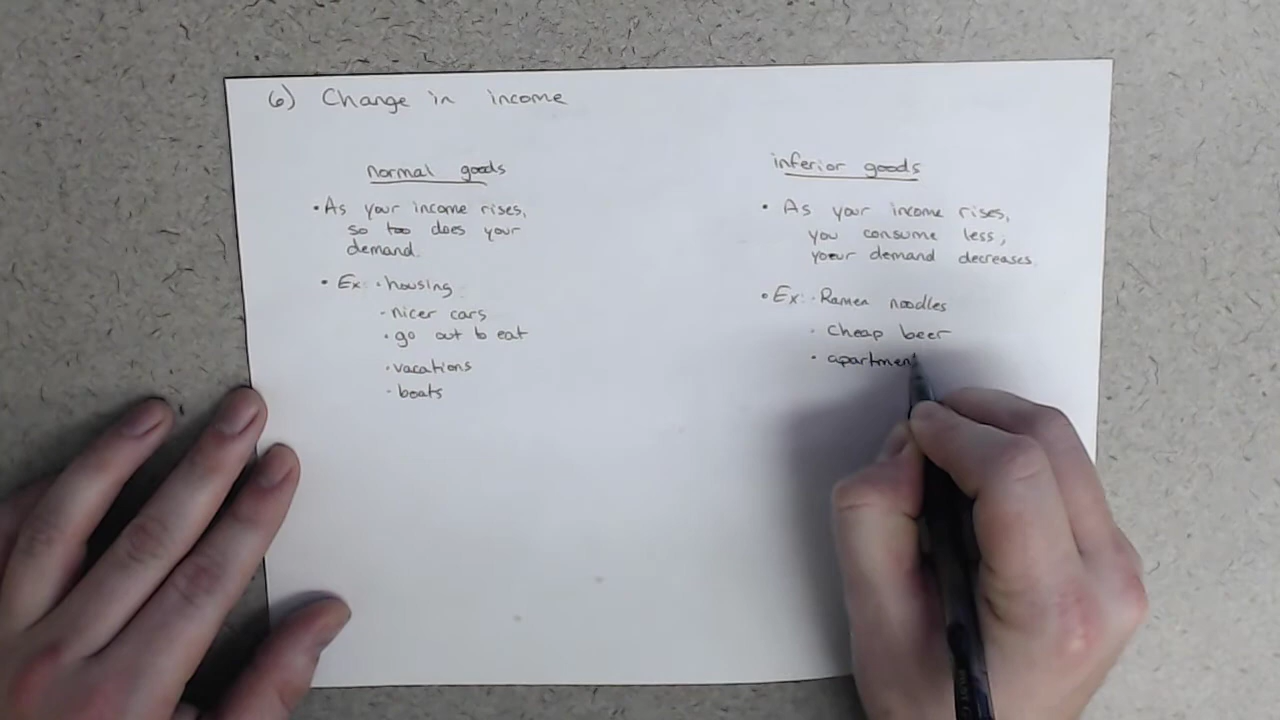 6) Change in income
normal goods
• As your income rises,
so too does your
demand.
• Ex: • housing
• nicer cars
• go out to eat
• vacations
• boats
inferior goods
• As your income rises,
you consume less;
your demand decreases
• Ex: • Ramen noodles
• Cheap beer
• apartment